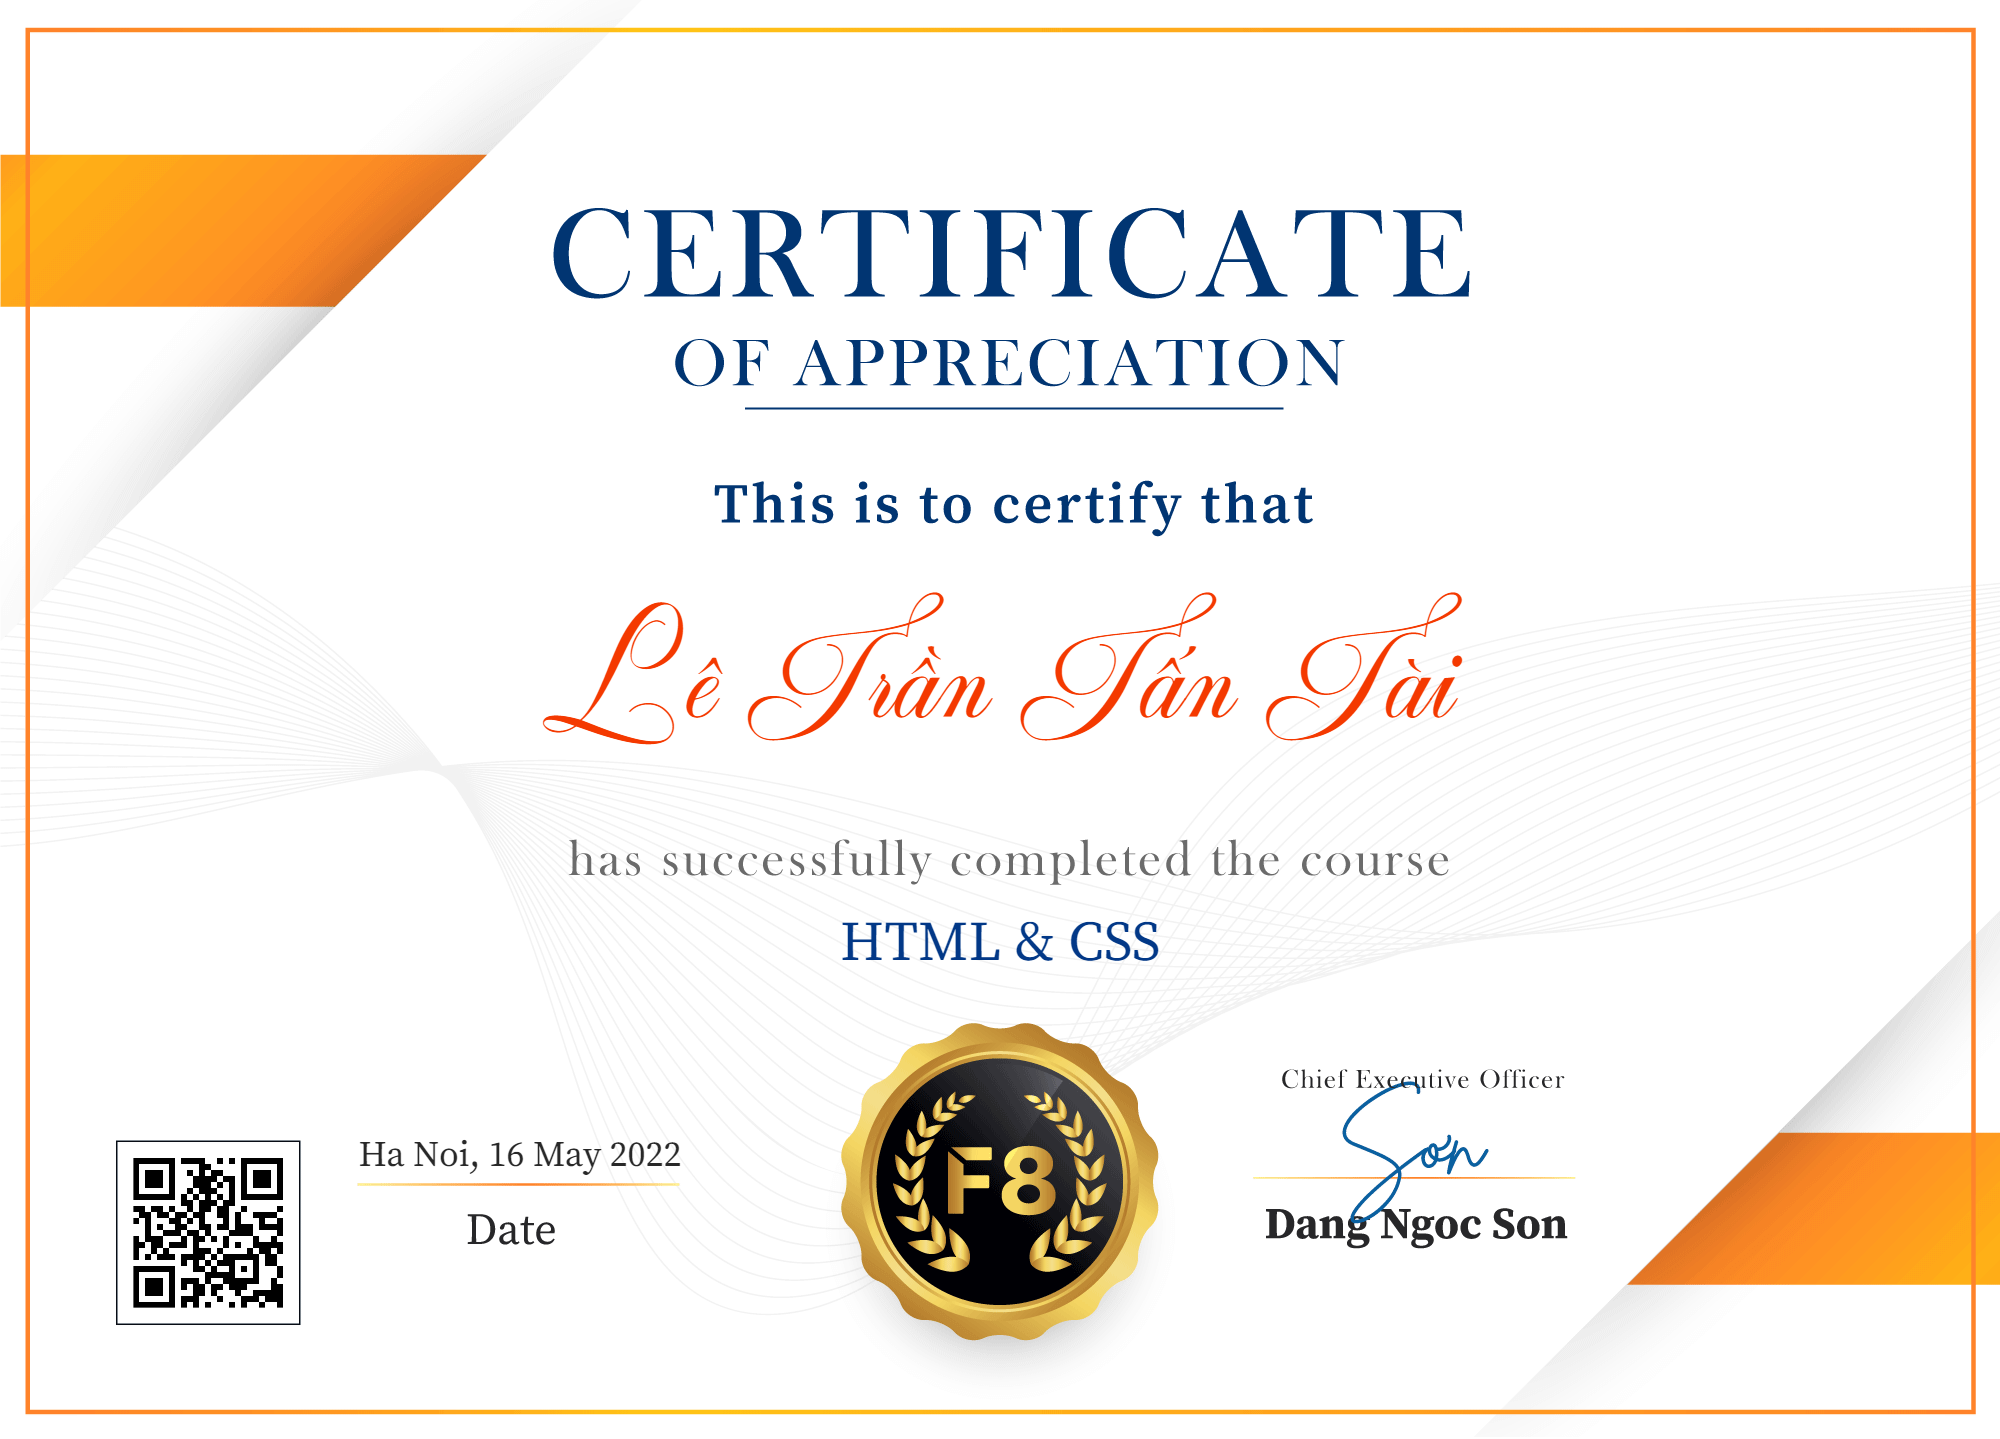 CERTIFICATE
OF APPRECIATION
This is to certify that
Lê Trần Tấn Tài
has successfully completed the course
HTML & CSS
Ha Noi, 16 May 2022
Date
F8
Chief Executive Officer
Son
Dang Ngoc Son